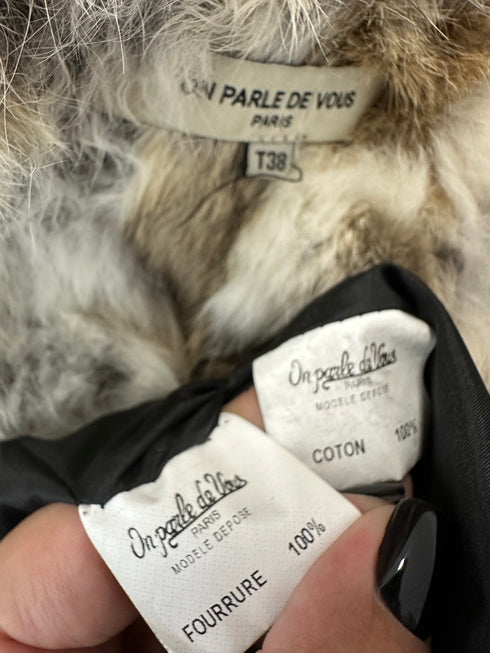 ON PARLE DE VOUS
PARIS
T38
On parle de Vous
PARIS
MODELE DEPOSE
COTON 100%
On parle de Vous
PARIS
MODELE DEPOSE
FOURRURE 100%